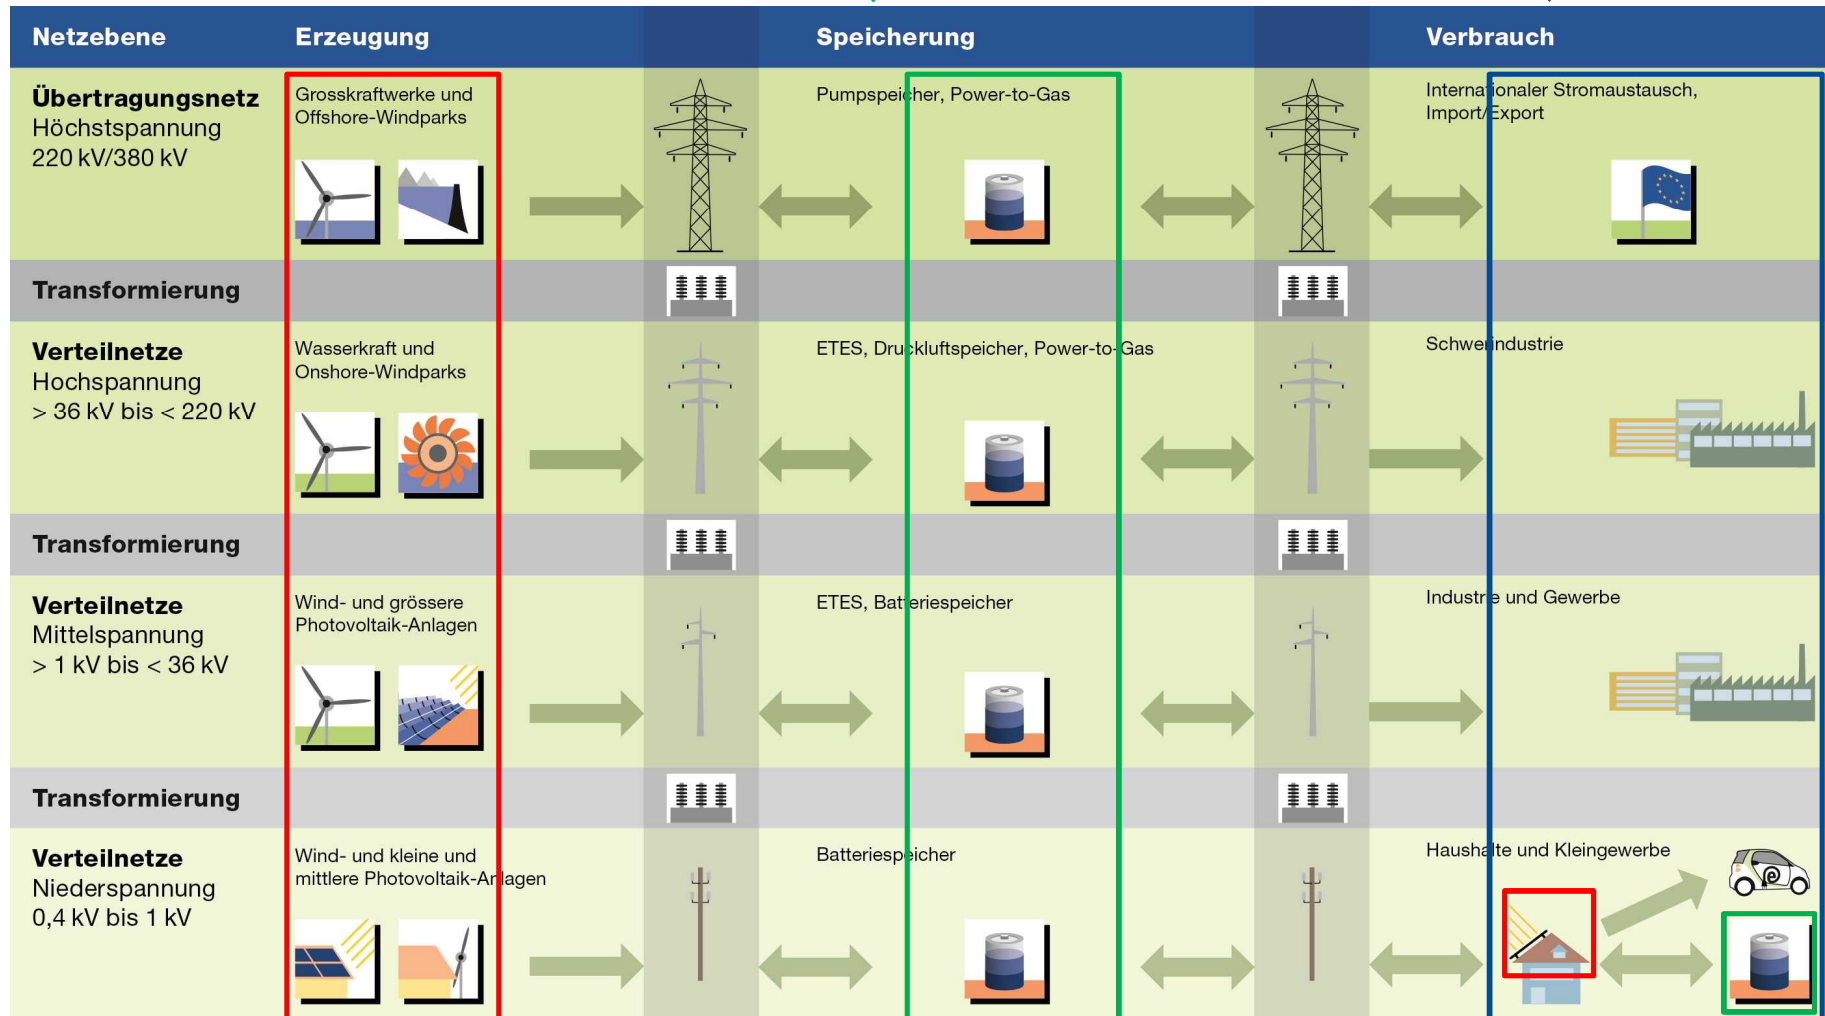 Netzebene Erzeugung Speicherung Verbrauch
Übertragungsnetz
Höchstspannung
220 kV/380 kV
Grosskraftwerke und
Offshore-Windparks
Pumpspeicher, Power-to-Gas
Internationaler Stromaustausch,
Import/Export
Transformierung
Verteilnetze
Hochspannung
> 36 kV bis < 220 kV
Wasserkraft und
Onshore-Windparks
ETES, Druckluftspeicher, Power-to-Gas
Schwerindustrie
Transformierung
Verteilnetze
Mittelspannung
> 1 kV bis < 36 kV
Wind- und grössere
Photovoltaik-Anlagen
ETES, Batteriespeicher
Industrie und Gewerbe
Transformierung
Verteilnetze
Niederspannung
0,4 kV bis 1 kV
Wind- und kleine und
mittlere Photovoltaik-Anlagen
Batteriespeicher
Haushalte und Kleingewerbe